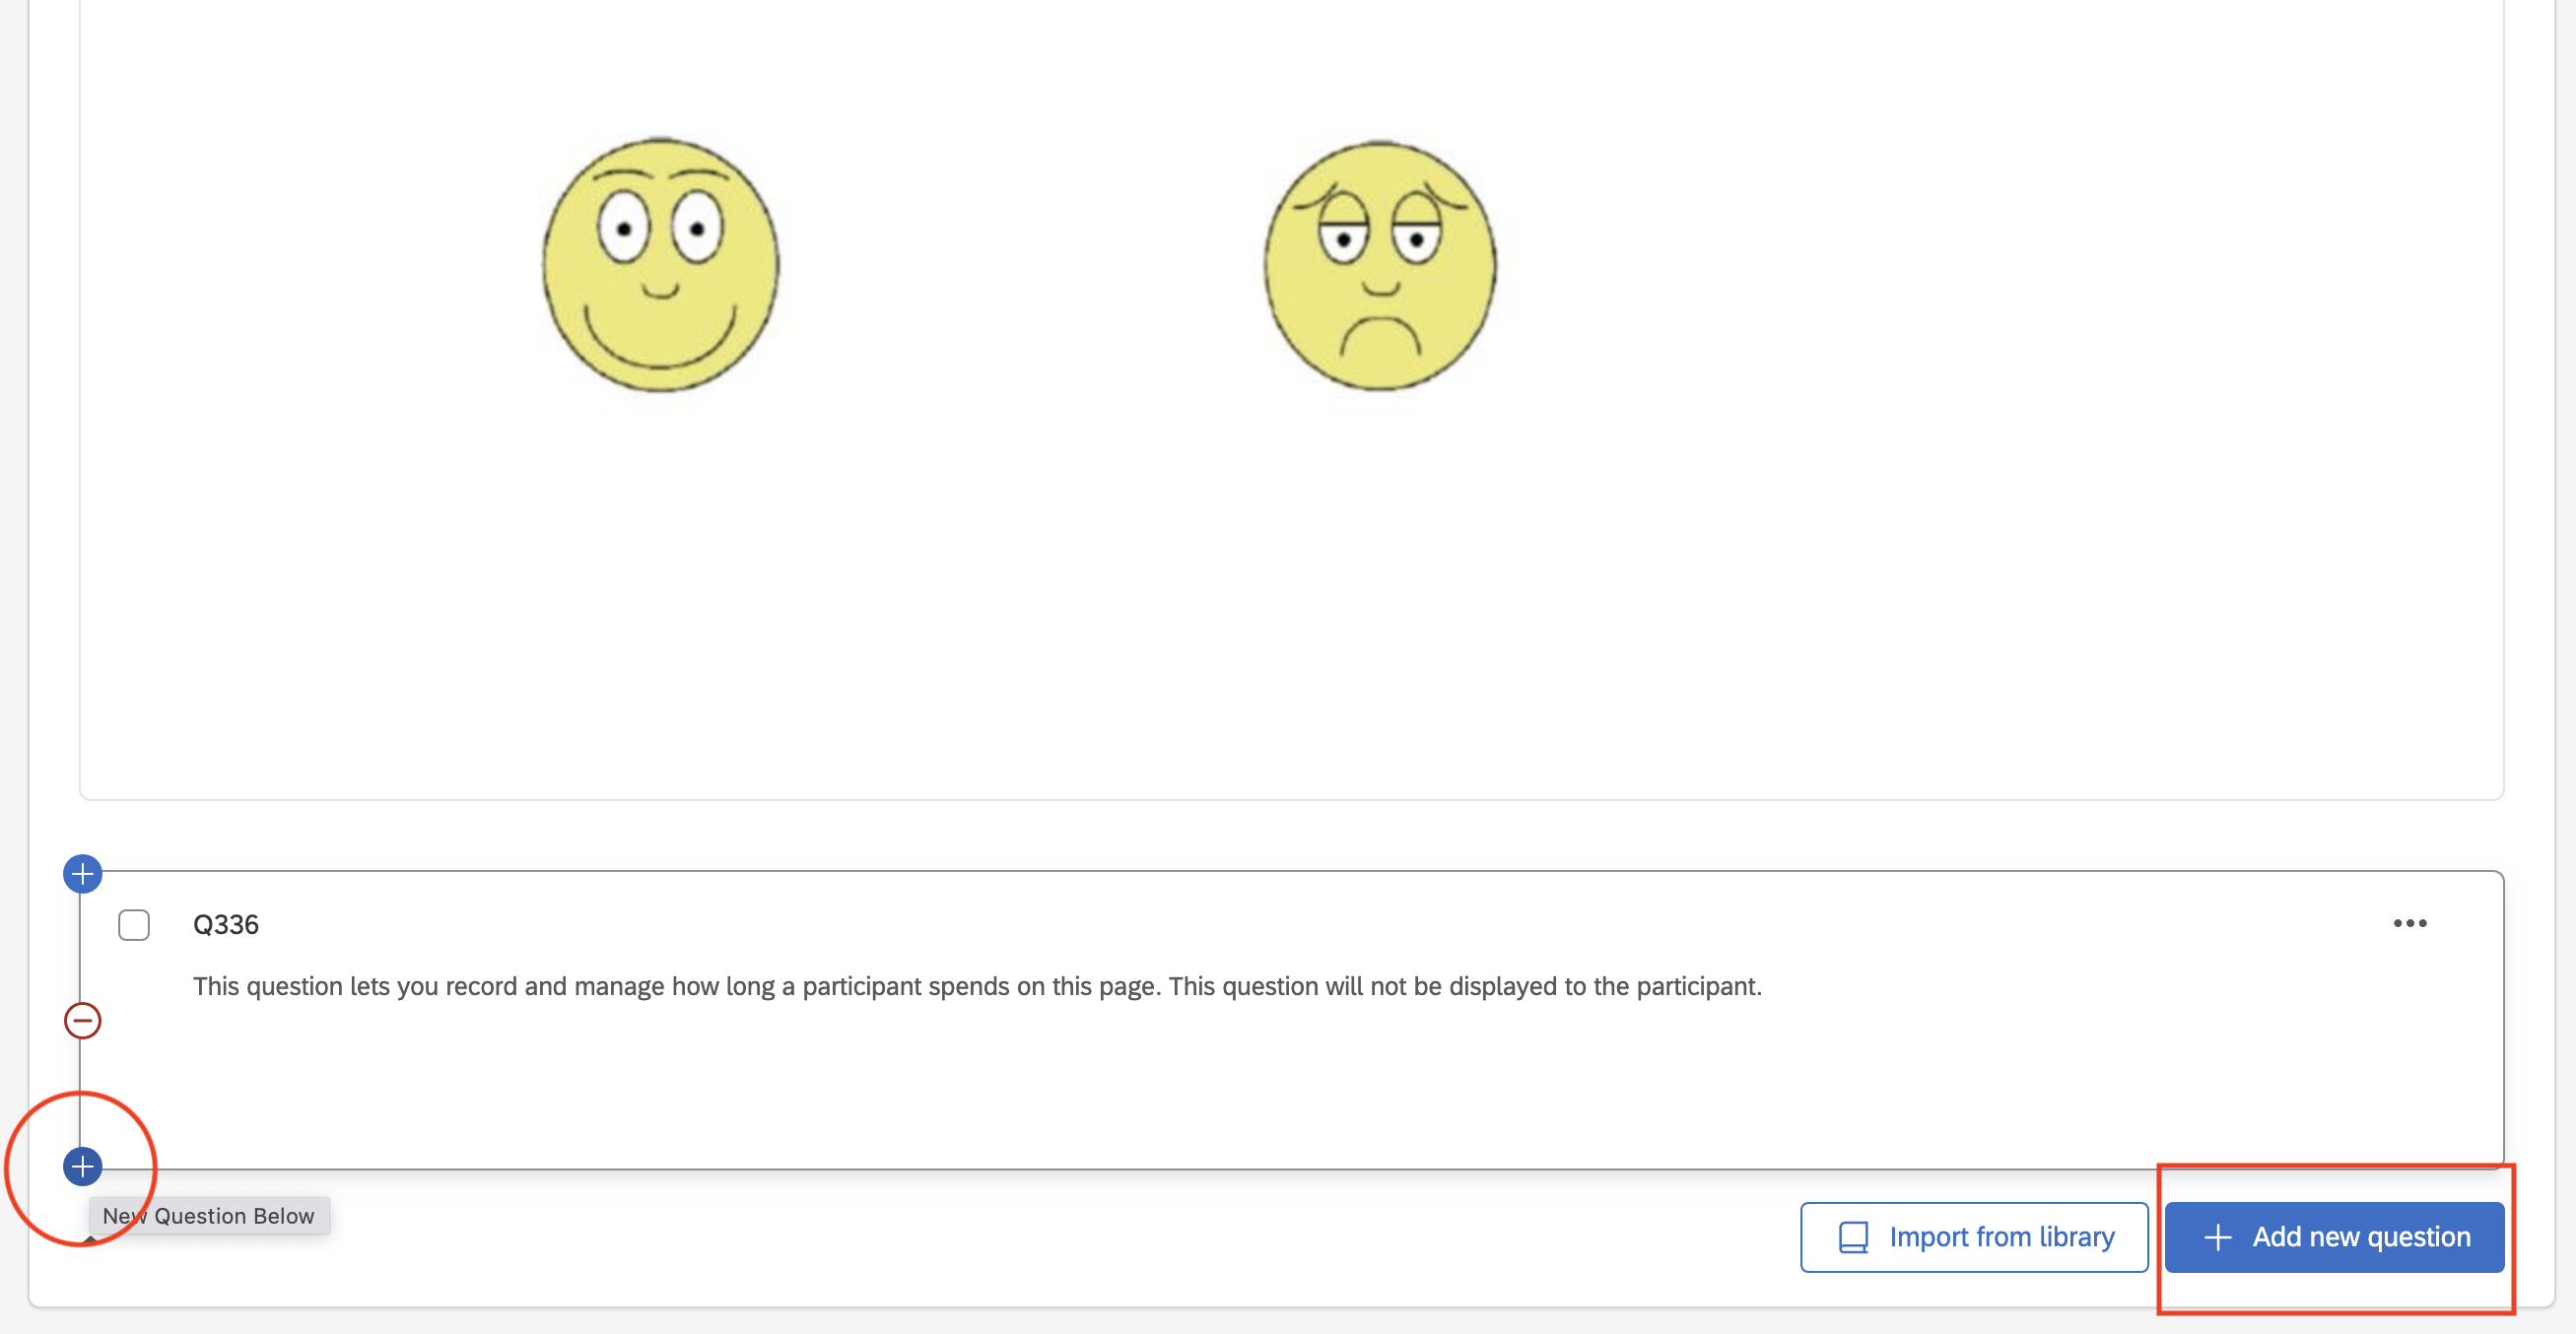 Q336
This question lets you record and manage how long a participant spends on this page. This question will not be displayed to the participant.
New Question Below
Import from library
Add new question